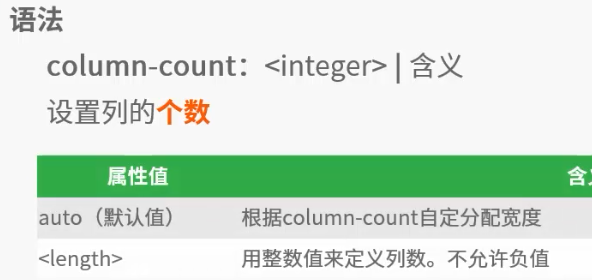 语法
column-count：<integer> | 含义
设置列的个数
属性值 含
auto（默认值） 根据column-count自定分配宽度
<length> 用整数值来定义列数。不允许负值